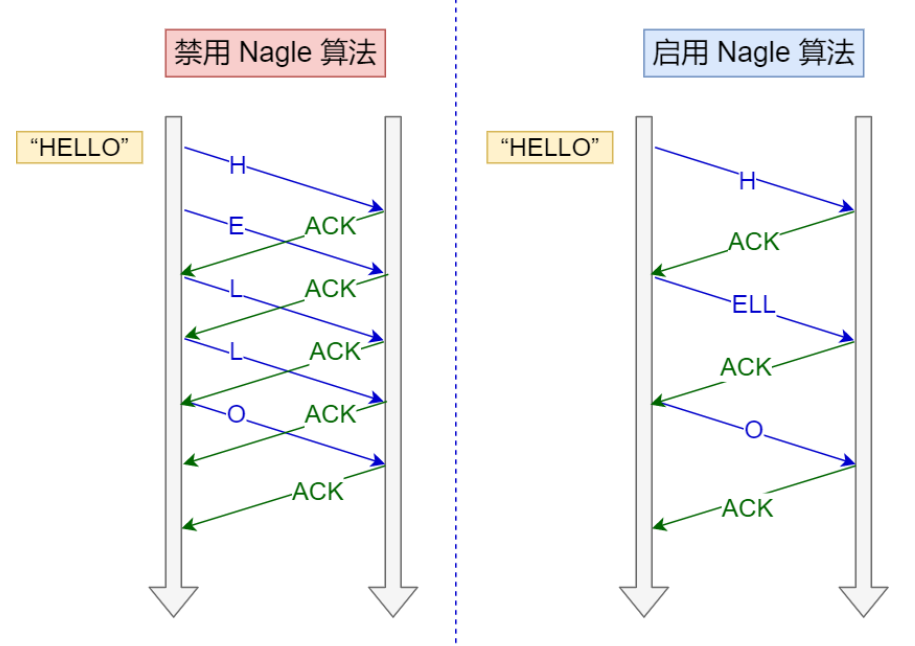 禁用 Nagle 算法
“HELLO”
H
ACK
E
ACK
L
ACK
L
ACK
O
ACK
启用 Nagle 算法
“HELLO”
H
ACK
ELL
ACK
O
ACK